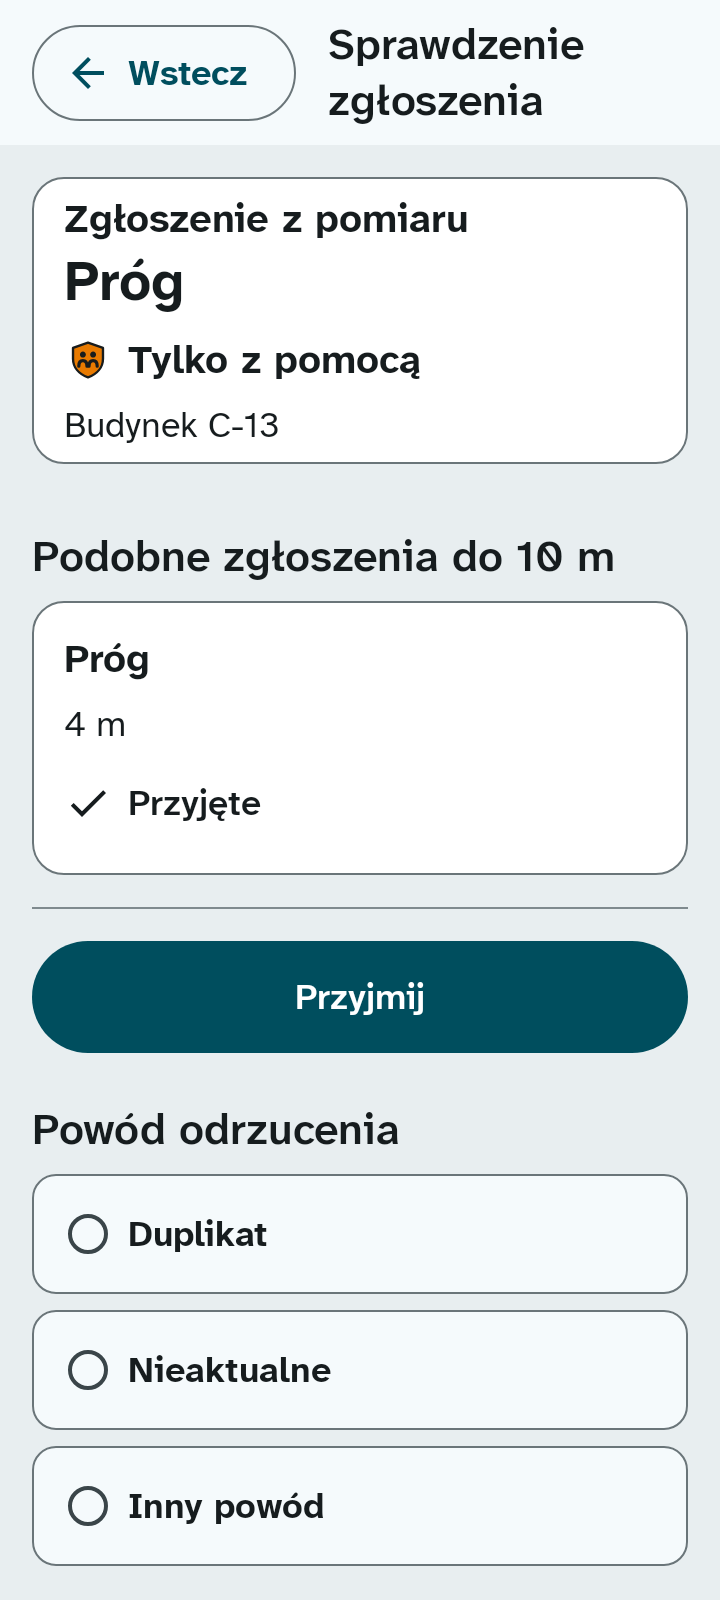 Wstecz
Sprawdzenie
zgłoszenia
Zgłoszenie z pomiaru
Próg
Tylko z pomocą
Budynek C-13
Podobne zgłoszenia do 10 m
Próg
4 m
Przyjęte
Przyjmij
Powód odrzucenia
Duplikat
Nieaktualne
Inny powód